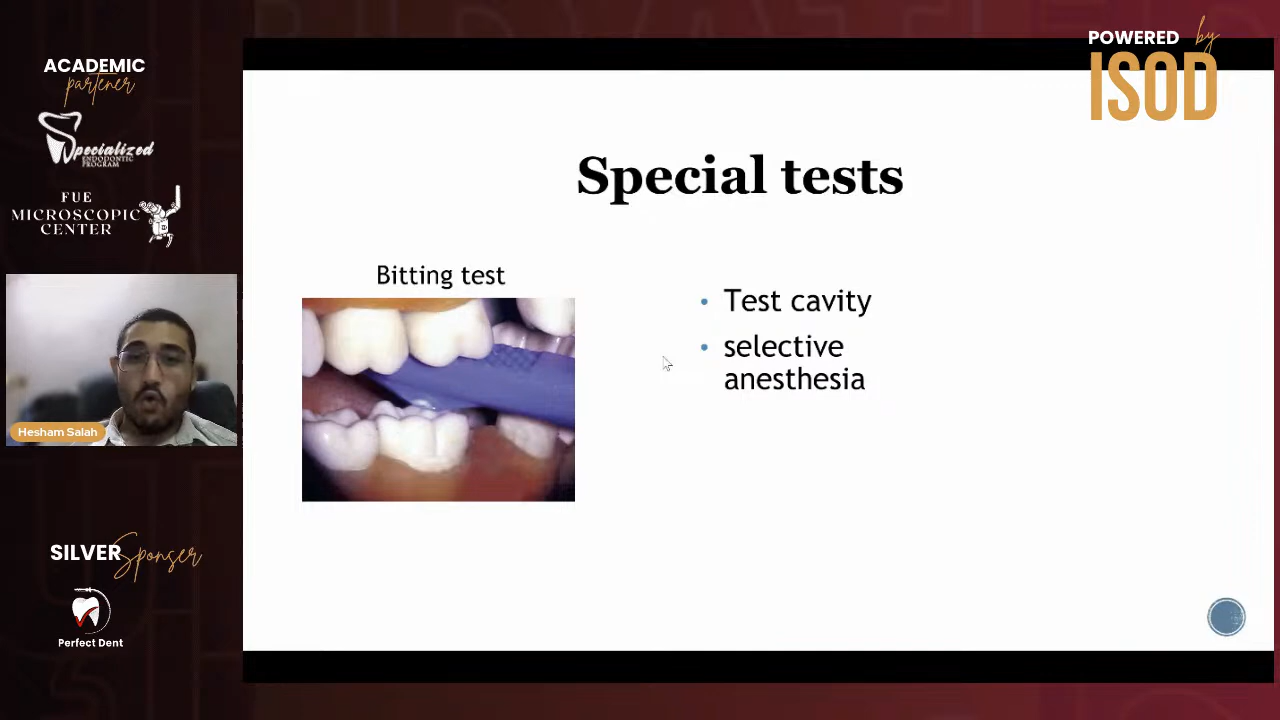 ACADEMIC
partener
Specialized
ENDODONTIC
PROGRAM
FUE
MICROSCOPIC
CENTER
Hesham Salah
SILVER Sponser
Perfect Dent
POWERED by
ISOD
Special tests
Bitting test
• Test cavity
• selective
anesthesia